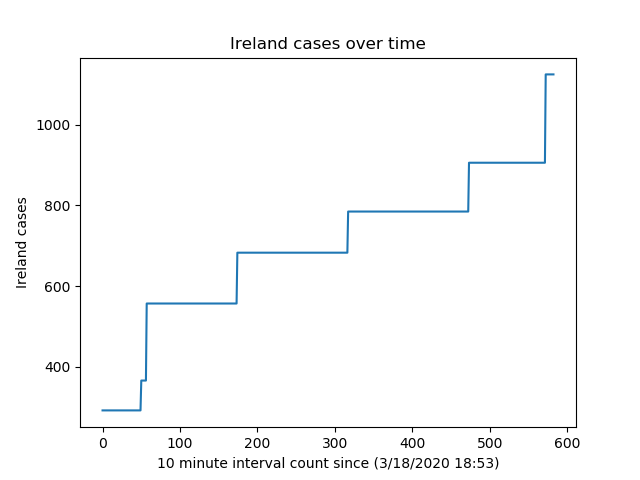 Ireland cases over time
1000
800
600
400
Ireland cases
0 100 200 300 400 500 600
10 minute interval count since (3/18/2020 18:53)